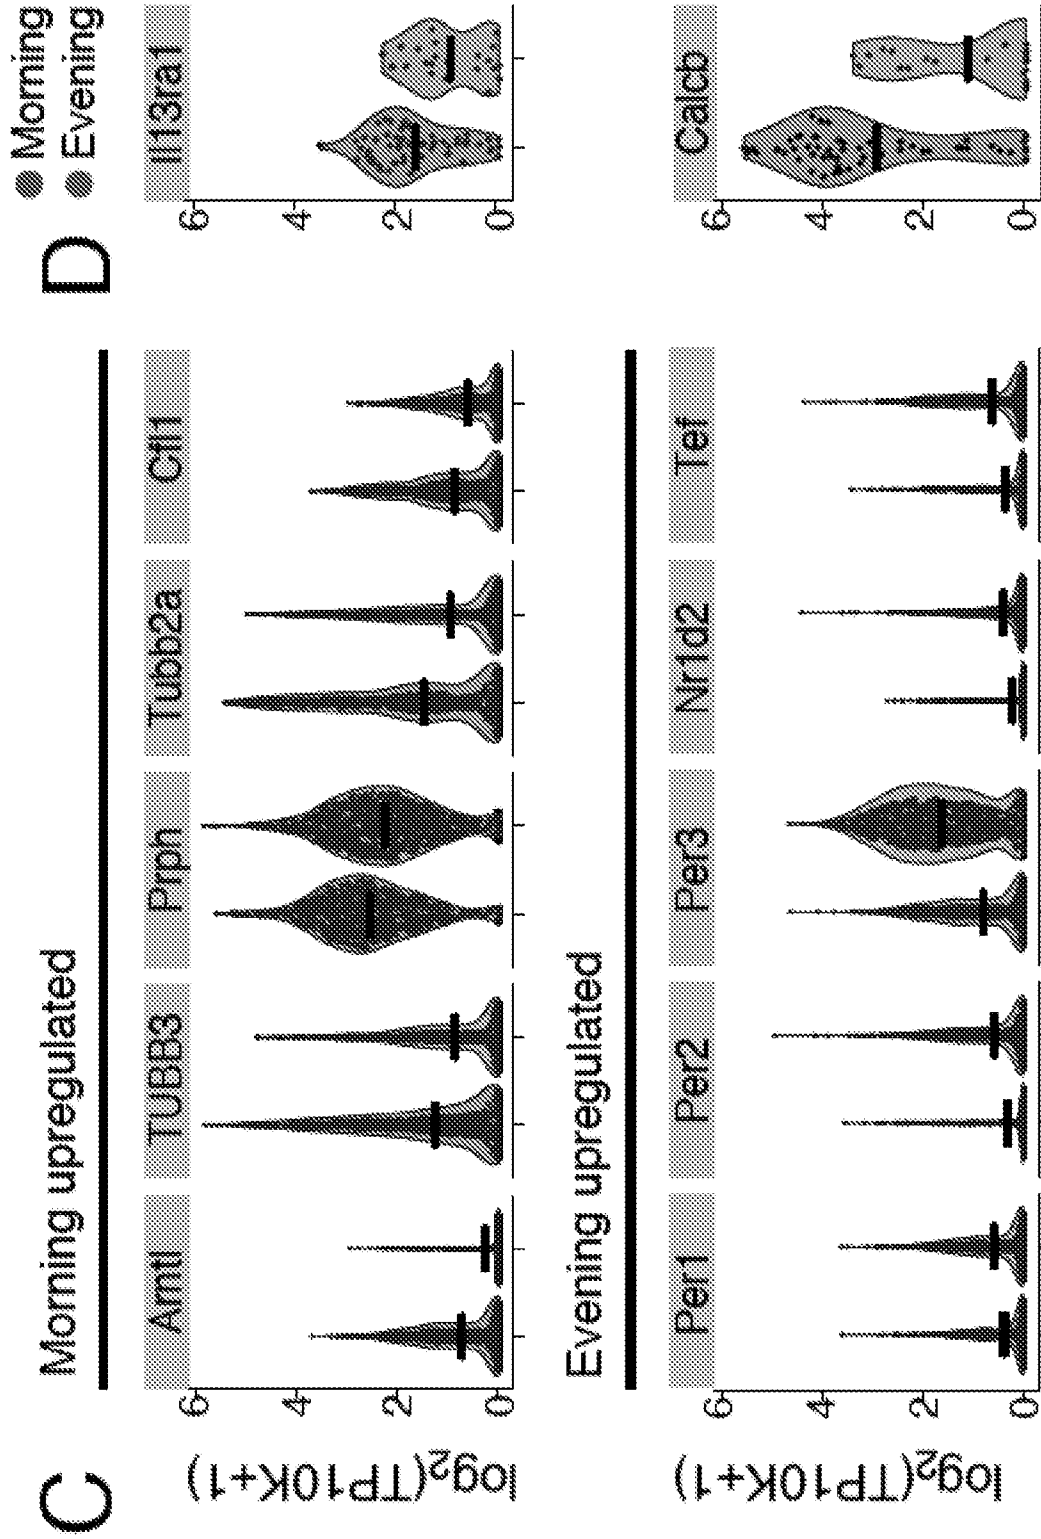 C
Morning upregulated
log2(TP10K+1)
6
4
2
0
Arntl
TUBB3
Prph
Tubb2a
Cfl1
Evening upregulated
log2(TP10K+1)
6
4
2
0
Per1
Per2
Per3
Nr1d2
Tef
D
Morning
Evening
Il13ra1
6
4
2
0
Calcb
6
4
2
0